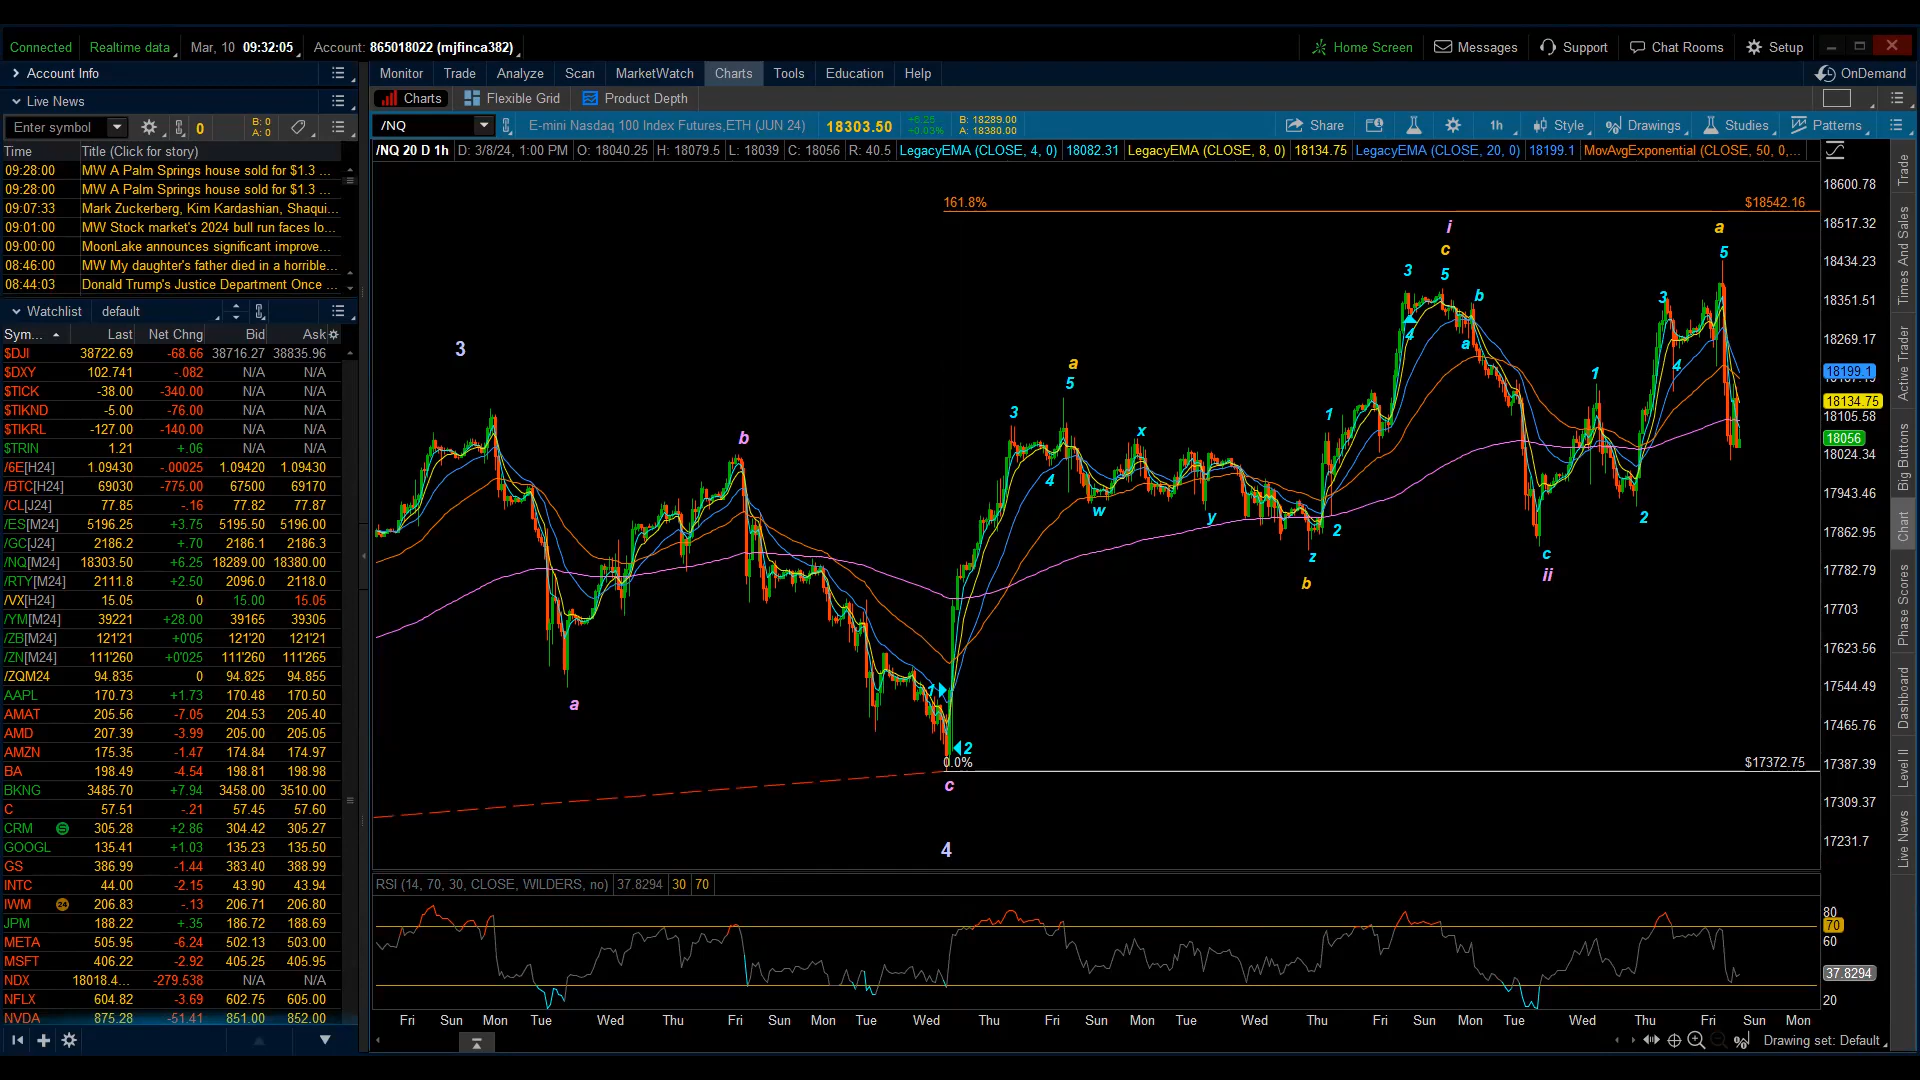 Connected Realtime data Mar, 10 09:32:05 Account: 865018022 (mjfinca382) Home Screen Messages Support Chat Rooms Setup
Account Info
Monitor Trade Analyze Scan MarketWatch Charts Tools Education Help OnDemand
Live News
Charts Flexible Grid Product Depth
Enter symbol 0 B: 0 A: 0
/NQ E-mini Nasdaq 100 Index Futures,ETH (JUN 24) 18303.50 +6.25 +0.03% B: 18289.00 A: 18380.00 Share 1h Style Drawings Studies Patterns
/NQ 20 D 1h D: 3/8/24, 1:00 PM O: 18040.25 H: 18079.5 L: 18039 C: 18056 R: 40.5 LegacyEMA (CLOSE, 4, 0) 18082.31 LegacyEMA (CLOSE, 8, 0) 18134.75 LegacyEMA (CLOSE, 20, 0) 18199.1 MovAvgExponential (CLOSE, 50, 0,...
Time Title (Click for story)
09:28:00 MW A Palm Springs house sold for $1.3 ...
09:28:00 MW A Palm Springs house sold for $1.3 ...
09:07:33 Mark Zuckerberg, Kim Kardashian, Shaqui...
09:01:00 MW Stock market's 2024 bull run faces lo...
09:00:00 MoonLake announces significant improve...
08:46:00 MW My daughter's father died in a horrible...
08:44:03 Donald Trump's Justice Department Once ...
Watchlist default
Sym... Last Net Chng Bid Ask
$DJI 38722.69 -68.66 38716.27 38835.96
$DXY 102.741 -.082 N/A N/A
$TICK -38.00 -340.00 N/A N/A
$TIKND -5.00 -76.00 N/A N/A
$TIKRL -127.00 -140.00 N/A N/A
$TRIN 1.21 +.06 N/A N/A
/6E[H24] 1.09430 -.00025 1.09420 1.09430
/BTC[H24] 69030 -775.00 67500 69170
/CL[J24] 77.85 -.16 77.82 77.87
/ES[M24] 5196.25 +3.75 5195.50 5196.00
/GC[J24] 2186.2 +.70 2186.1 2186.3
/NQ[M24] 18303.50 +6.25 18289.00 18380.00
/RTY[M24] 2111.8 +2.50 2096.0 2118.0
/VX[H24] 15.05 0 15.00 15.05
/YM[M24] 39221 +28.00 39165 39305
/ZB[M24] 121'21 +0'05 121'20 121'21
/ZN[M24] 111'260 +0'025 111'260 111'265
/ZQM24 94.835 0 94.825 94.855
AAPL 170.73 +1.73 170.48 170.50
AMAT 205.56 -7.05 204.53 205.40
AMD 207.39 -3.99 205.00 205.05
AMZN 175.35 -1.47 174.84 174.97
BA 198.49 -4.54 198.81 198.98
BKNG 3485.70 +7.94 3458.00 3510.00
C 57.51 -.21 57.45 57.60
CRM 305.28 +2.86 304.42 305.27
GOOGL 135.41 +1.03 135.23 135.50
GS 386.99 -1.44 383.40 388.99
INTC 44.00 -2.15 43.90 43.94
IWM 24 206.83 -.13 206.71 206.80
JPM 188.22 +.35 186.72 188.69
META 505.95 -6.24 502.13 503.00
MSFT 406.22 -2.92 405.25 405.95
NDX 18018.4... -279.538 N/A N/A
NFLX 604.82 -3.69 602.75 605.00
NVDA 875.28 -51.41 851.00 852.00
161.8% $18542.16
0.0% $17372.75
3
a
b
c
4
1
2
3
4
5
a
w
x
y
z
b
1
2
3
4
5
c
i
a
b
c
ii
1
2
3
4
5
a
18600.78
18517.32
18434.23
18351.51
18269.17
18199.1
18134.75
18105.58
18056
18024.34
17943.46
17862.95
17782.79
17703
17623.56
17544.49
17465.76
17387.39
17309.37
17231.7
RSI (14, 70, 30, CLOSE, WILDERS, no) 37.8294 30 70
80
70
60
37.8294
20
Fri Sun Mon Tue Wed Thu Fri Sun Mon Tue Wed Thu Fri Sun Mon Tue Wed Thu Fri Sun Mon Tue Wed Thu Fri Sun Mon
Drawing set: Default
Trade
Times And Sales
Active Trader
Big Buttons
Chart
Phase Scores
Dashboard
Level II
Live News